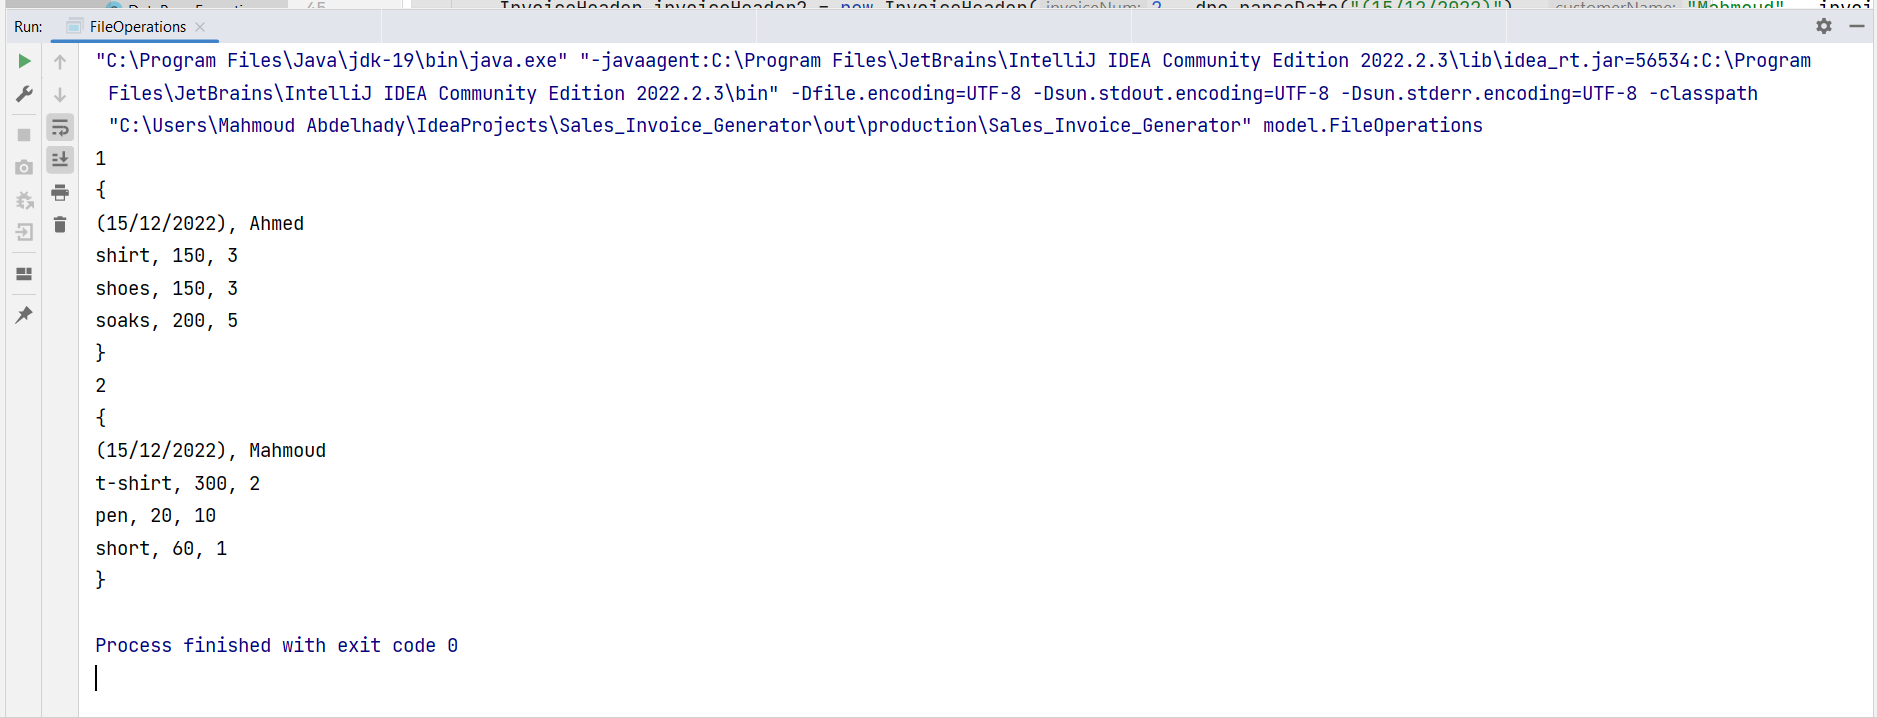 45 InvoiceHeader invoiceHeader2 = new InvoiceHeader( invoiceNum: 2 parseDate("(15/12/2022)") customerName: "Mahmoud"
Run: FileOperations
"C:\Program Files\Java\jdk-19\bin\java.exe" "-javaagent:C:\Program Files\JetBrains\IntelliJ IDEA Community Edition 2022.2.3\lib\idea_rt.jar=56534:C:\Program
Files\JetBrains\IntelliJ IDEA Community Edition 2022.2.3\bin" -Dfile.encoding=UTF-8 -Dsun.stdout.encoding=UTF-8 -Dsun.stderr.encoding=UTF-8 -classpath
"C:\Users\Mahmoud Abdelhady\IdeaProjects\Sales_Invoice_Generator\out\production\Sales_Invoice_Generator" model.FileOperations
1
{
(15/12/2022), Ahmed
shirt, 150, 3
shoes, 150, 3
soaks, 200, 5
}
2
{
(15/12/2022), Mahmoud
t-shirt, 300, 2
pen, 20, 10
short, 60, 1
}
Process finished with exit code 0